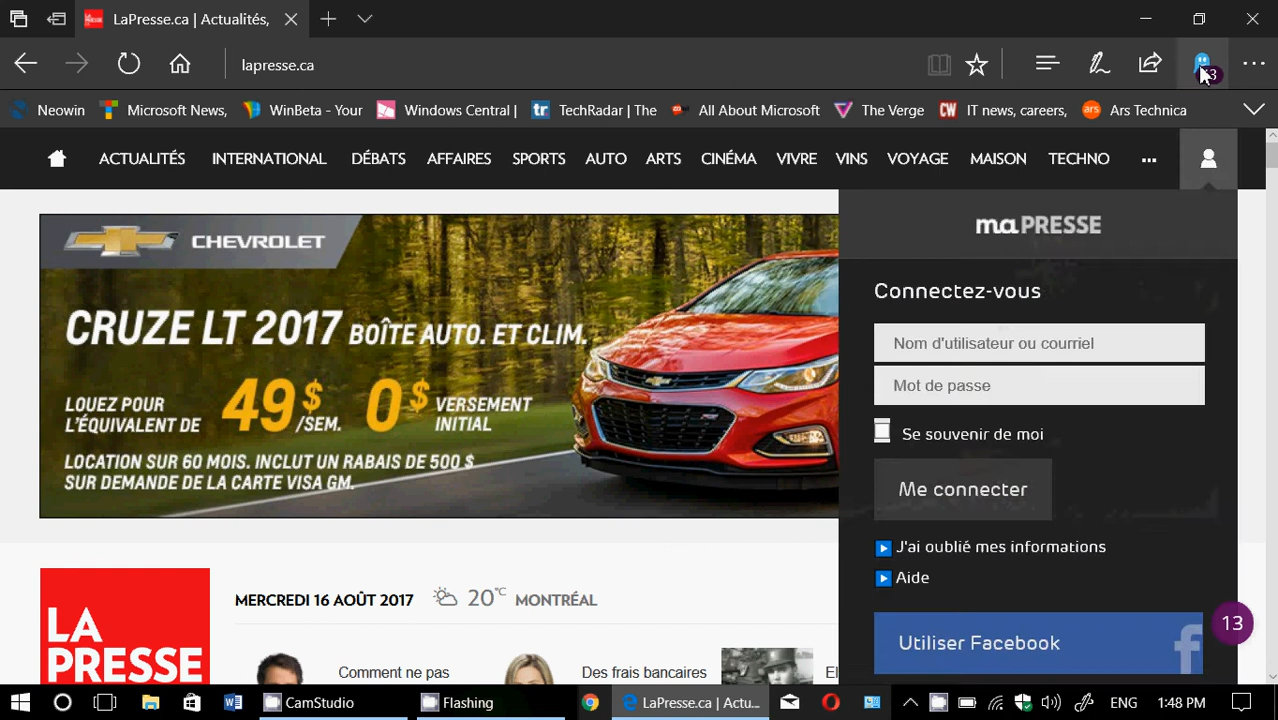 LaPresse.ca | Actualités,
lapresse.ca
13
Neowin
Microsoft News,
WinBeta - Your
Windows Central |
tr TechRadar | The
All About Microsoft
The Verge
CW IT news, careers,
ars Ars Technica
ACTUALITÉS INTERNATIONAL DÉBATS AFFAIRES SPORTS AUTO ARTS CINÉMA VIVRE VINS VOYAGE MAISON TECHNO ...
CHEVROLET
CRUZE LT 2017 BOÎTE AUTO. ET CLIM.
LOUEZ POUR
L'ÉQUIVALENT DE
49$ /SEM.
0$ VERSEMENT
INITIAL
LOCATION SUR 60 MOIS. INCLUT UN RABAIS DE 500 $
SUR DEMANDE DE LA CARTE VISA GM.
ma PRESSE
Connectez-vous
Nom d'utilisateur ou courriel
Mot de passe
Se souvenir de moi
Me connecter
J'ai oublié mes informations
Aide
Utiliser Facebook
13
LA
PRESSE
MERCREDI 16 AOÛT 2017 20°C MONTRÉAL
Comment ne pas
Des frais bancaires
El
CamStudio
Flashing
LaPresse.ca | Actu...
ENG
1:48 PM